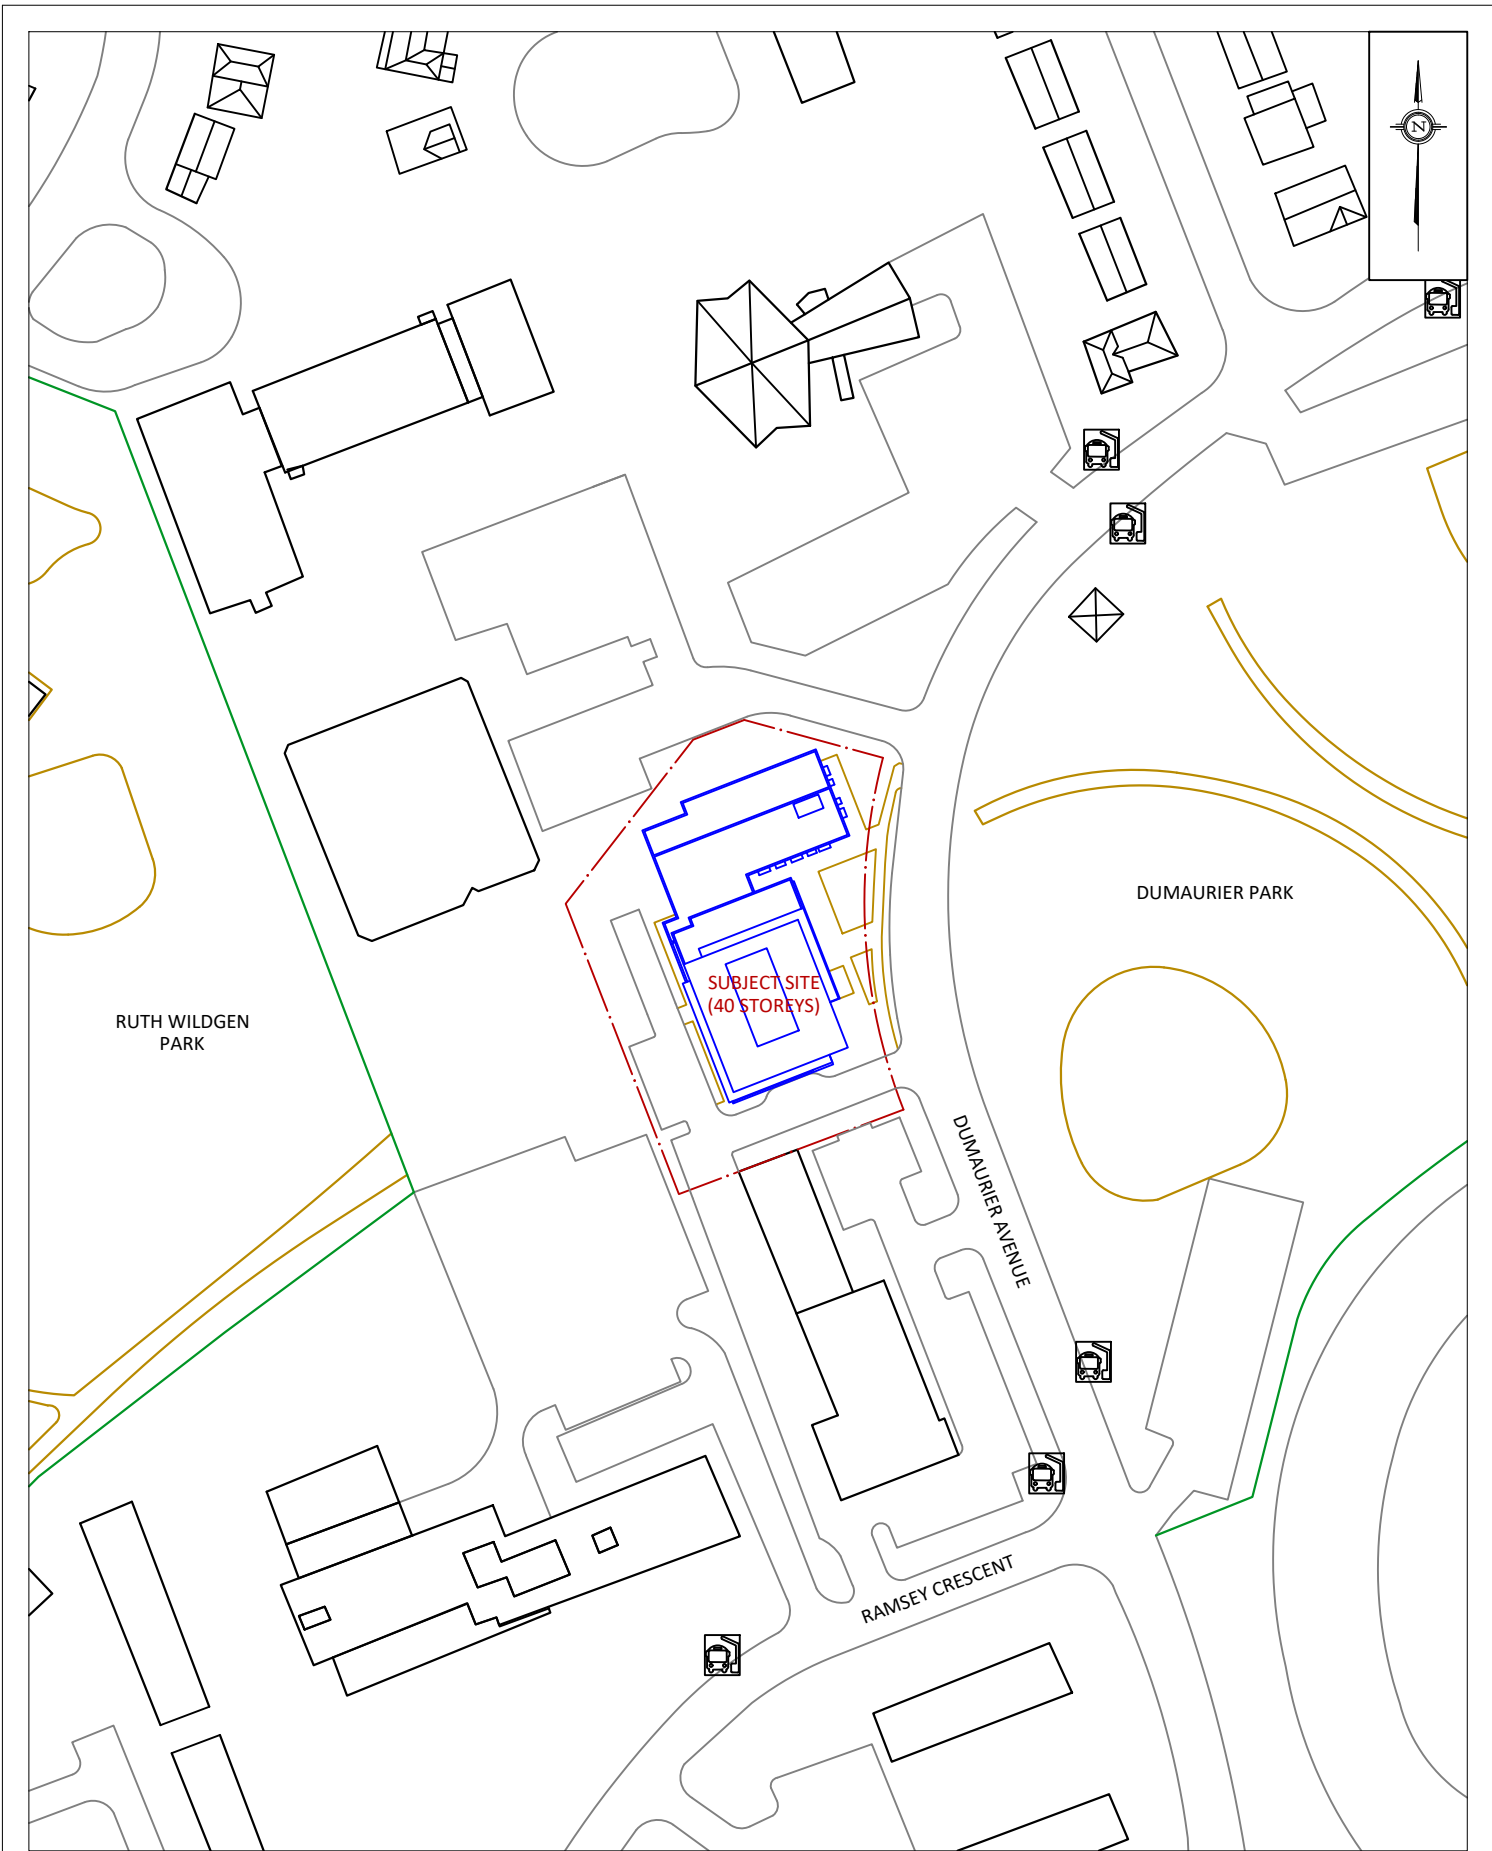 N
DUMAURIER PARK
SUBJECT SITE
(40 STOREYS)
RUTH WILDGEN
PARK
DUMAURIER AVENUE
RAMSEY CRESCENT